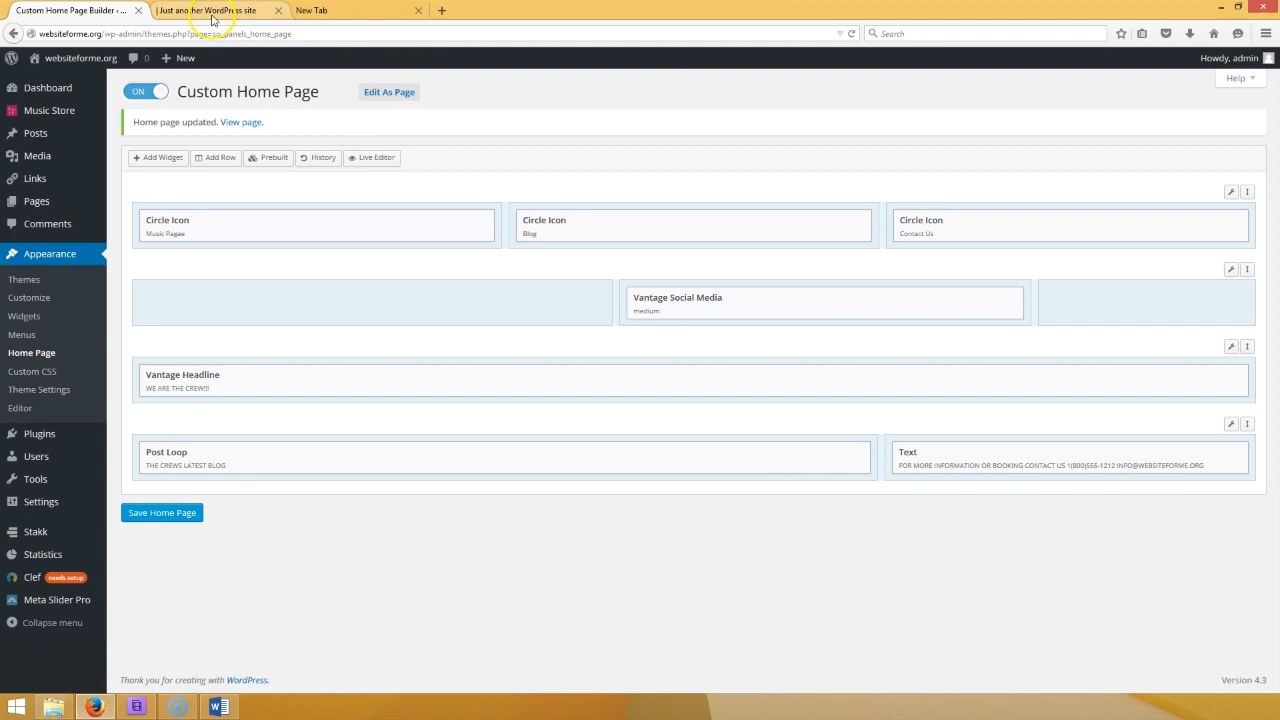 Custom Home Page Builder ‹ ...
| Just another WordPress site
New Tab
websiteforme.org/wp-admin/themes.php?page=so_panels_home_page
Search
websiteforme.org
0
New
Howdy, admin
Dashboard
Music Store
Posts
Media
Links
Pages
Comments
Appearance
Themes
Customize
Widgets
Menus
Home Page
Custom CSS
Theme Settings
Editor
Plugins
Users
Tools
Settings
Stakk
Statistics
Clef needs setup
Meta Slider Pro
Collapse menu
Help
ON
Custom Home Page
Edit As Page
Home page updated. View page.
Add Widget
Add Row
Prebuilt
History
Live Editor
Circle Icon
Music Pagae
Circle Icon
Blog
Circle Icon
Contact Us
Vantage Social Media
medium
Vantage Headline
WE ARE THE CREW!!!
Post Loop
THE CREWS LATEST BLOG
Text
FOR MORE INFORMATION OR BOOKING CONTACT US 1(800)555-1212 INFO@WEBSITEFORME.ORG
Save Home Page
Thank you for creating with WordPress.
Version 4.3